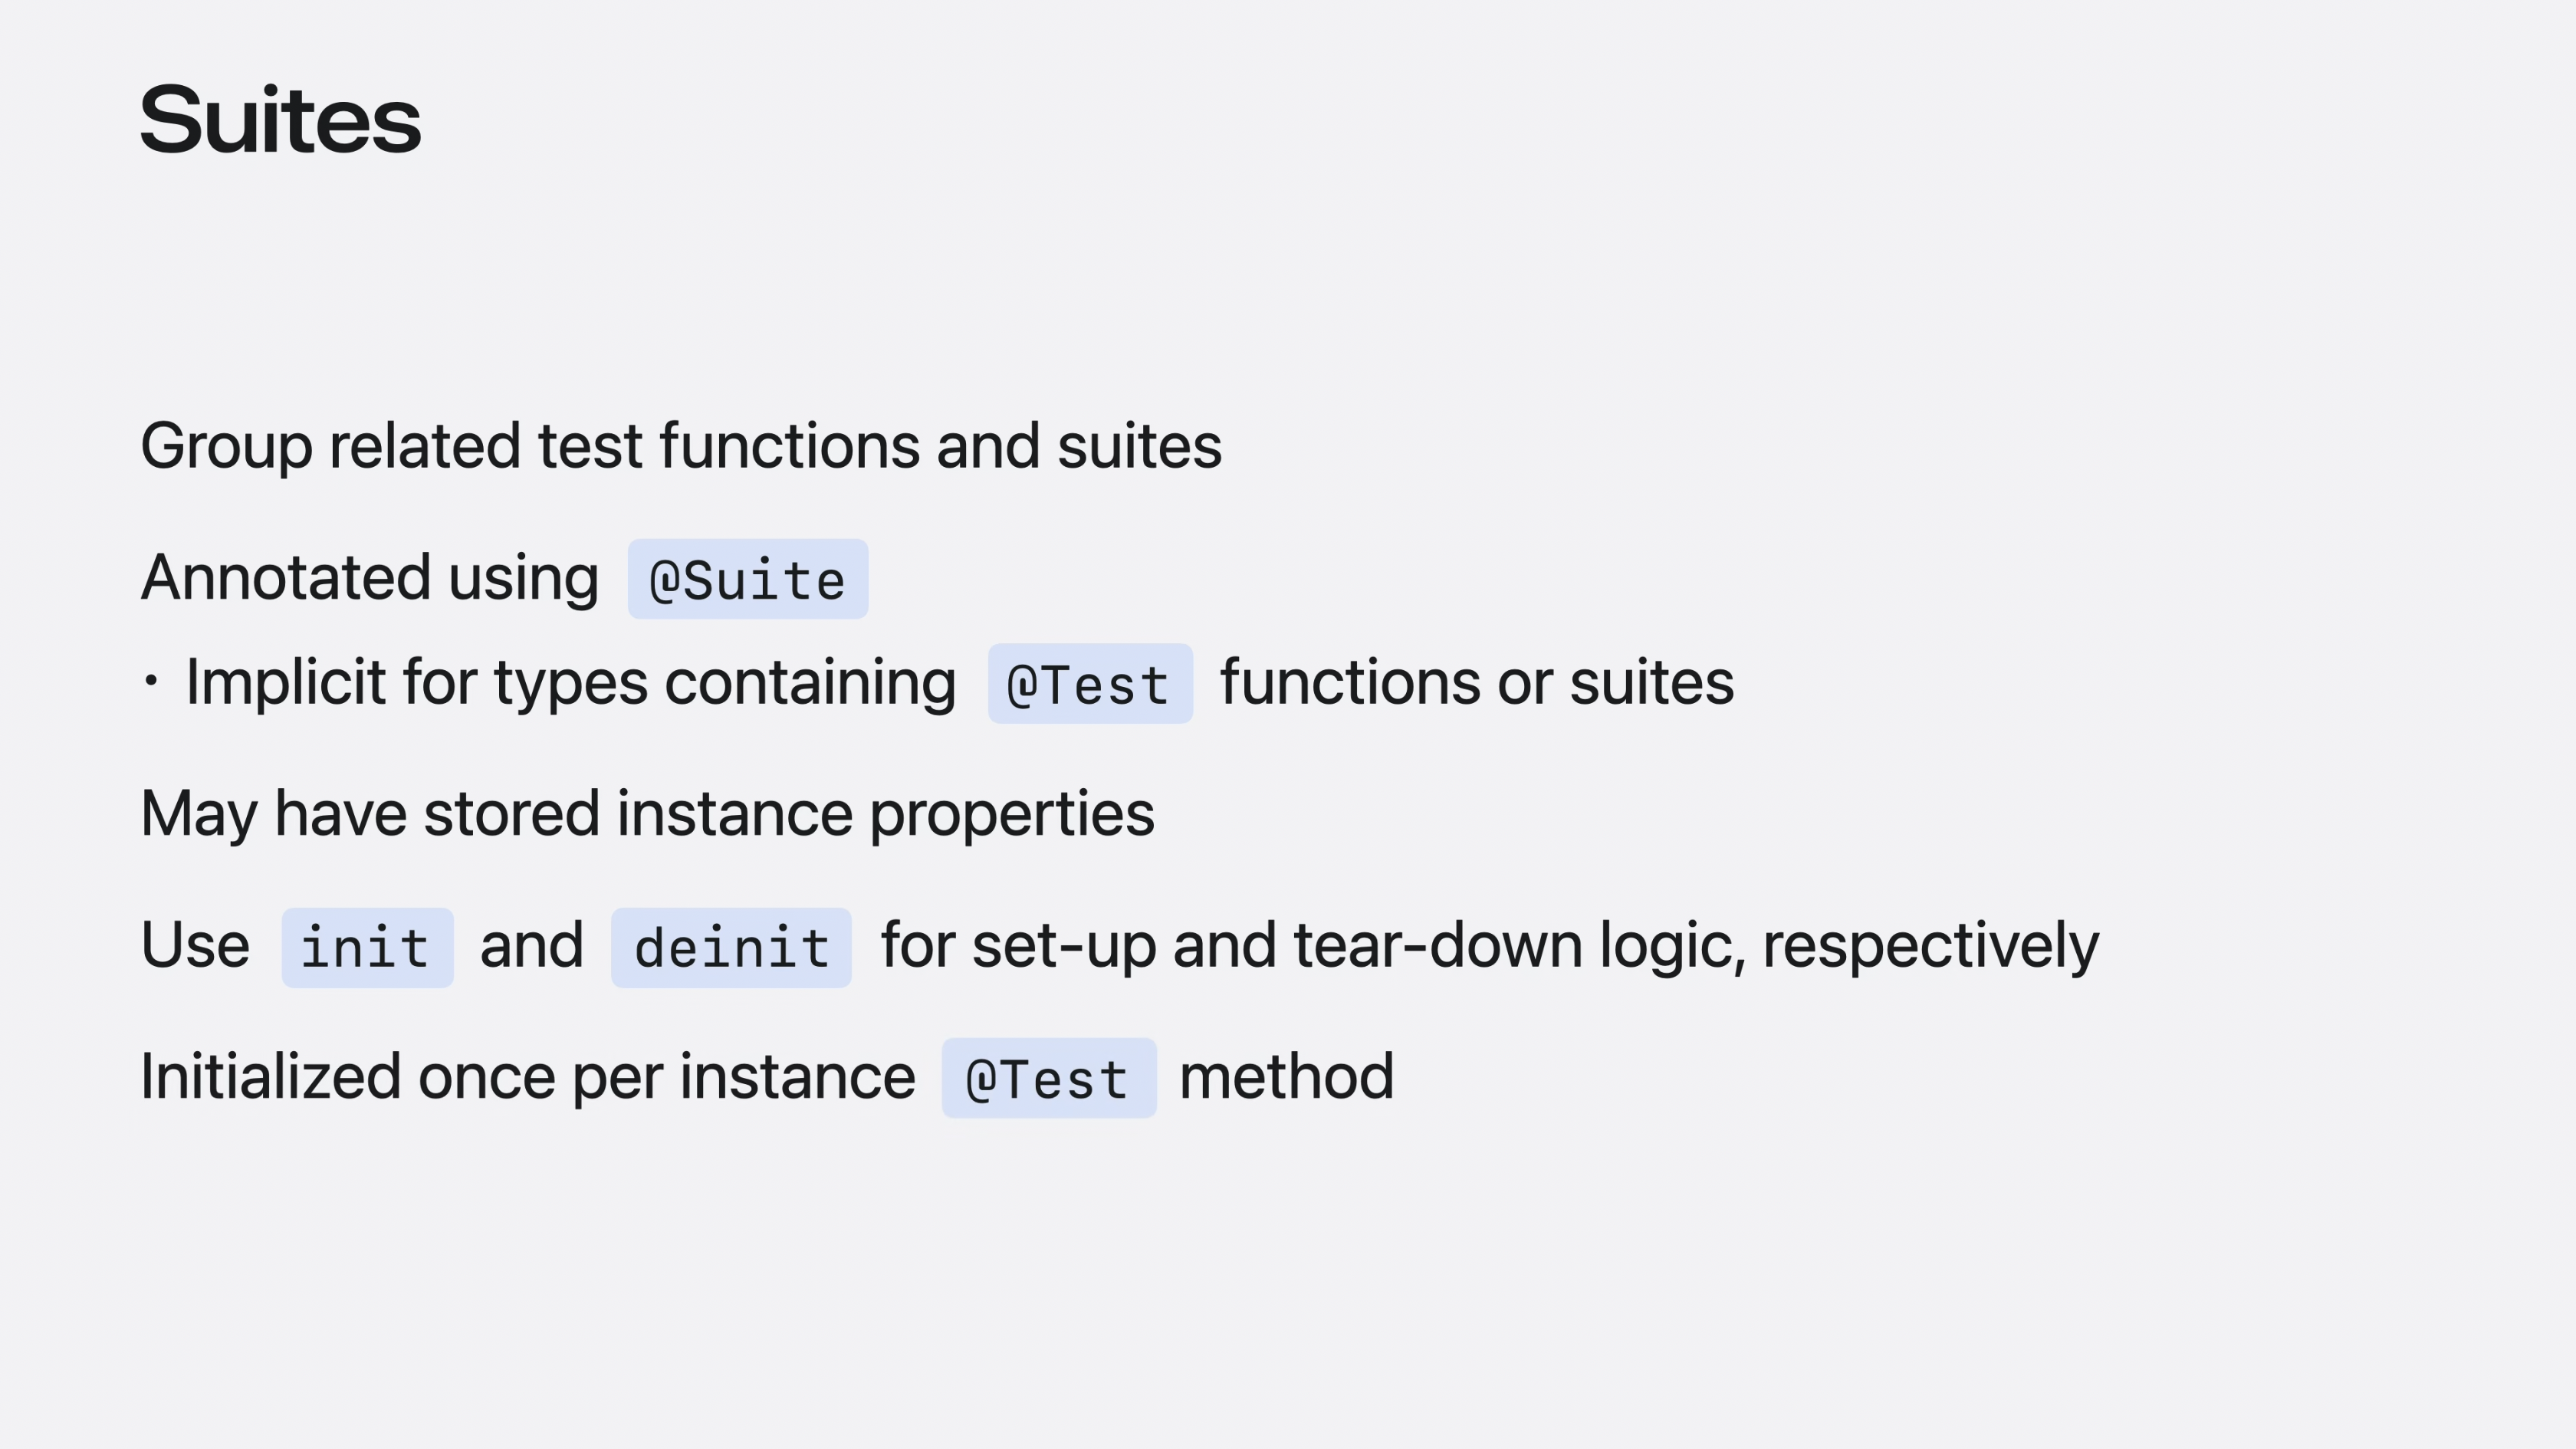 Suites
Group related test functions and suites
Annotated using @Suite
• Implicit for types containing @Test functions or suites
May have stored instance properties
Use init and deinit for set-up and tear-down logic, respectively
Initialized once per instance @Test method